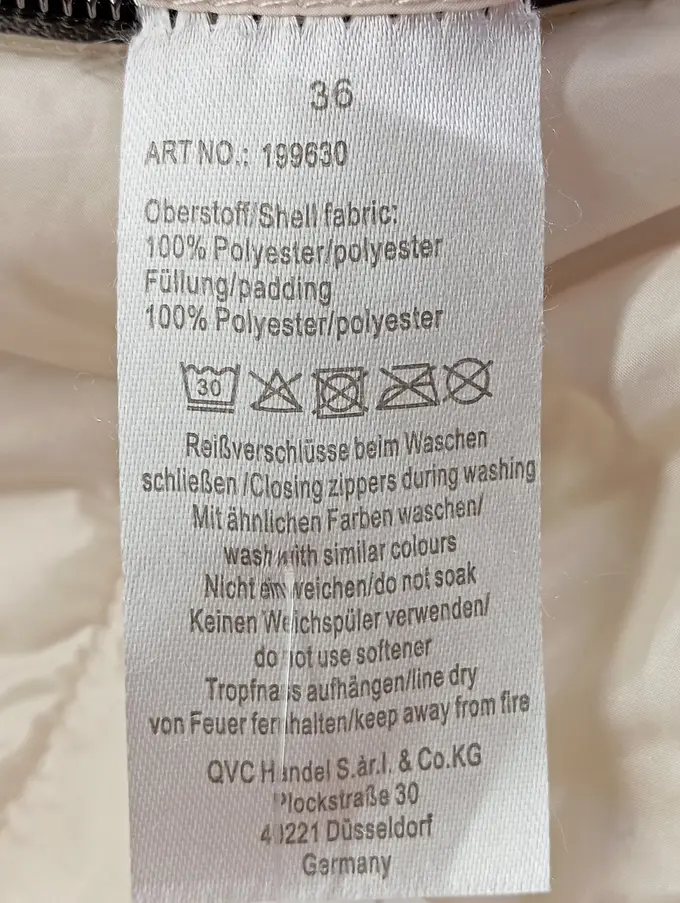 36
ART NO.: 199630
Oberstoff/Shell fabric:
100% Polyester/polyester
Füllung/padding
100% Polyester/polyester
30
Reißverschlüsse beim Waschen
schließen /Closing zippers during washing
Mit ähnlichen Farben waschen/
wash with similar colours
Nicht einweichen/do not soak
Keinen Weichspüler verwenden/
do not use softener
Tropfnass aufhängen/line dry
von Feuer fernhalten/keep away from fire
QVC Handel S.àr.l. & Co.KG
Plockstraße 30
40221 Düsseldorf
Germany